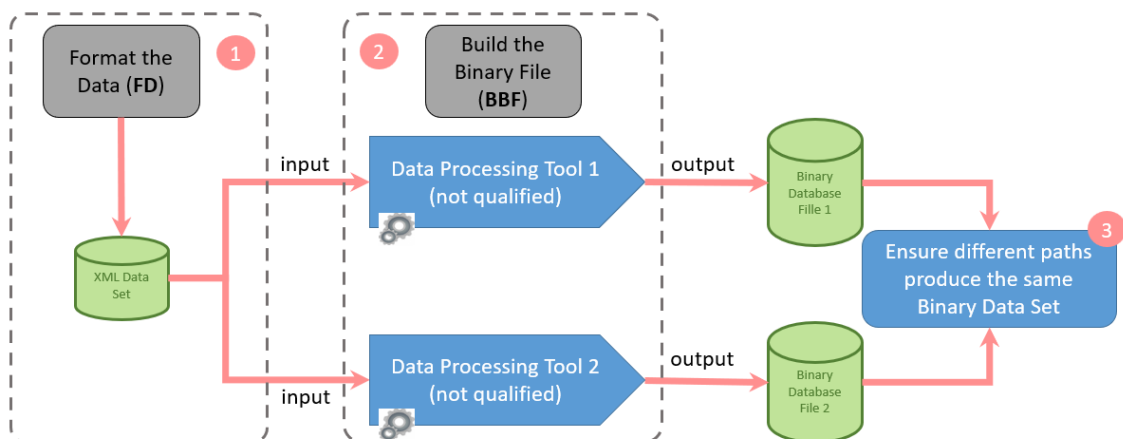 Format the
Data (FD)
1
2
Build the
Binary File
(BBF)
input
Data Processing Tool 1
(not qualified)
output
Binary
Database
Fille 1
XML Data
Set
3
Ensure different paths
produce the same
Binary Data Set
input
Data Processing Tool 2
(not qualified)
output
Binary
Database
File 2